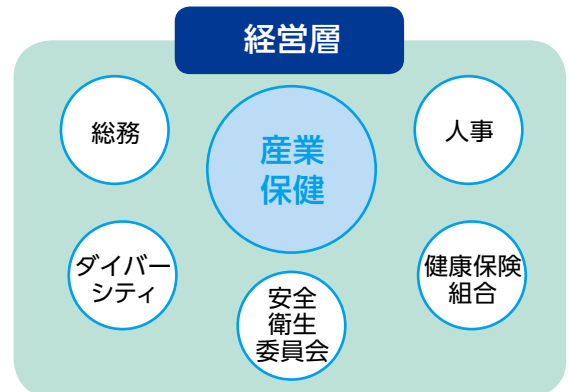 経営層
総務
産業
保健
人事
ダイバー
シティ
安全
衛生
委員会
健康保険
組合